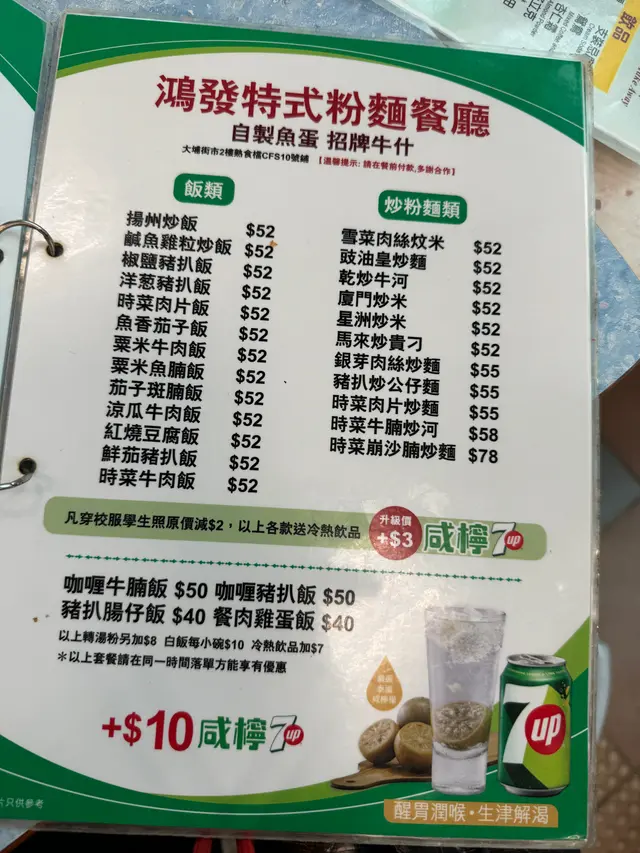 鴻發特式粉麵餐廳
自製魚蛋 招牌牛什
大埔街市2樓熟食檔CFS10號鋪 【溫馨提示: 請在餐前付款,多謝合作】
飯類
揚州炒飯 $52
鹹魚雞粒炒飯 $52
椒鹽豬扒飯 $52
洋葱豬扒飯 $52
時菜肉片飯 $52
魚香茄子飯 $52
粟米牛肉飯 $52
粟米魚腩飯 $52
茄子斑腩飯 $52
涼瓜牛肉飯 $52
紅燒豆腐飯 $52
鮮茄豬扒飯 $52
時菜牛肉飯 $52
炒粉麵類
雪菜肉絲炆米 $52
豉油皇炒麵 $52
乾炒牛河 $52
廈門炒米 $52
星洲炒米 $52
馬來炒貴刁 $52
銀芽肉絲炒麵 $55
豬扒炒公仔麵 $55
時菜肉片炒麵 $55
時菜牛腩炒河 $58
時菜崩沙腩炒麵 $78
凡穿校服學生照原價減$2，以上各款送冷熱飲品
升級價
+$3
咸檸7up
咖喱牛腩飯 $50 咖喱豬扒飯 $50
豬扒腸仔飯 $40 餐肉雞蛋飯 $40
以上轉湯粉另加$8 白飯每小碗$10 冷熱飲品加$7
＊以上套餐請在同一時間落單方能享有優惠
+$10 咸檸7up
7up
醒胃潤喉・生津解渴
片只供參考
飲品